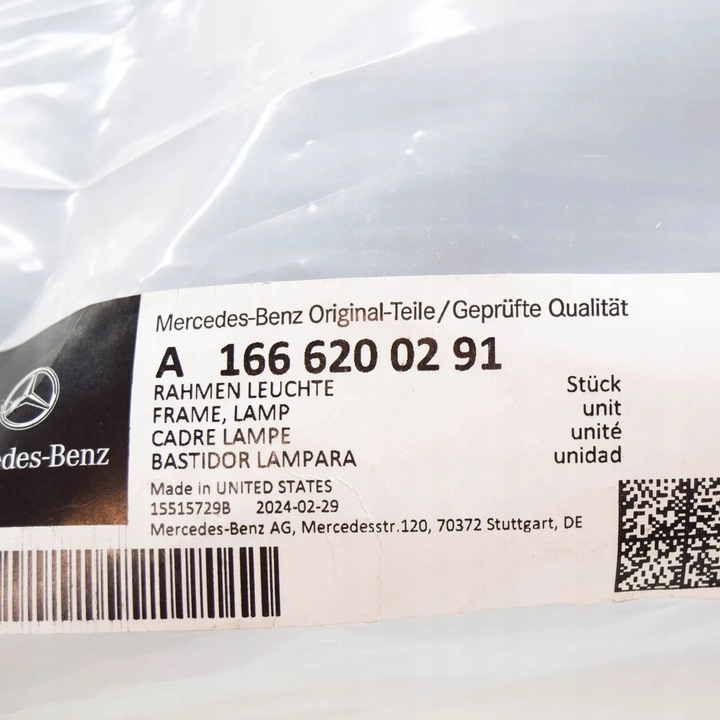 Mercedes-Benz Original-Teile/Geprüfte Qualität
A 166 620 02 91
RAHMEN LEUCHTE Stück
FRAME, LAMP unit
CADRE LAMPE unité
BASTIDOR LAMPARA unidad
des-Benz
Made in UNITED STATES
15515729B 2024-02-29
Mercedes-Benz AG, Mercedesstr.120, 70372 Stuttgart, DE